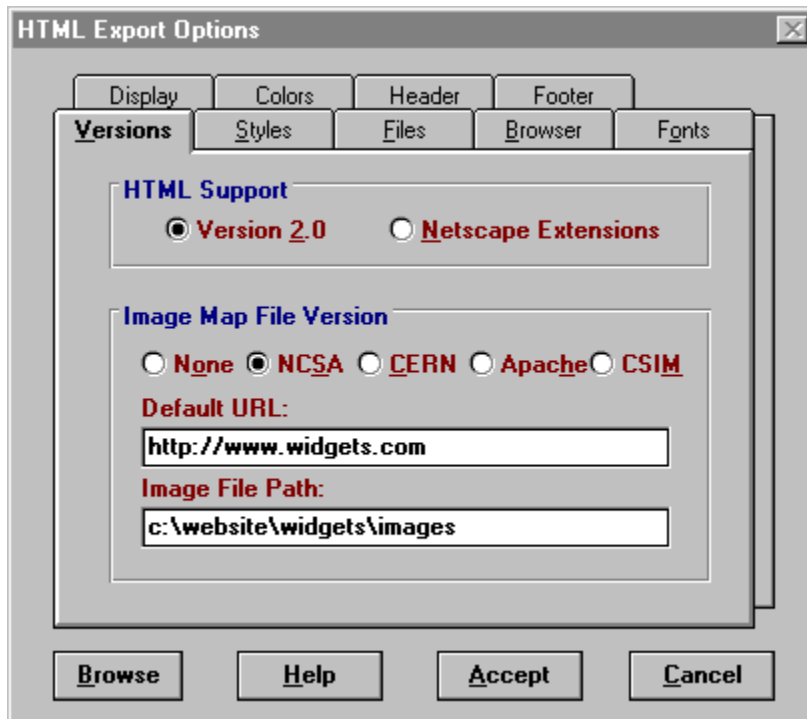 HTML Export Options
Display Colors Header Footer
Versions Styles Files Browser Fonts
HTML Support
Version 2.0 Netscape Extensions
Image Map File Version
None NCSA CERN Apache CSIM
Default URL:
http://www.widgets.com
Image File Path:
c:\website\widgets\images
Browse Help Accept Cancel